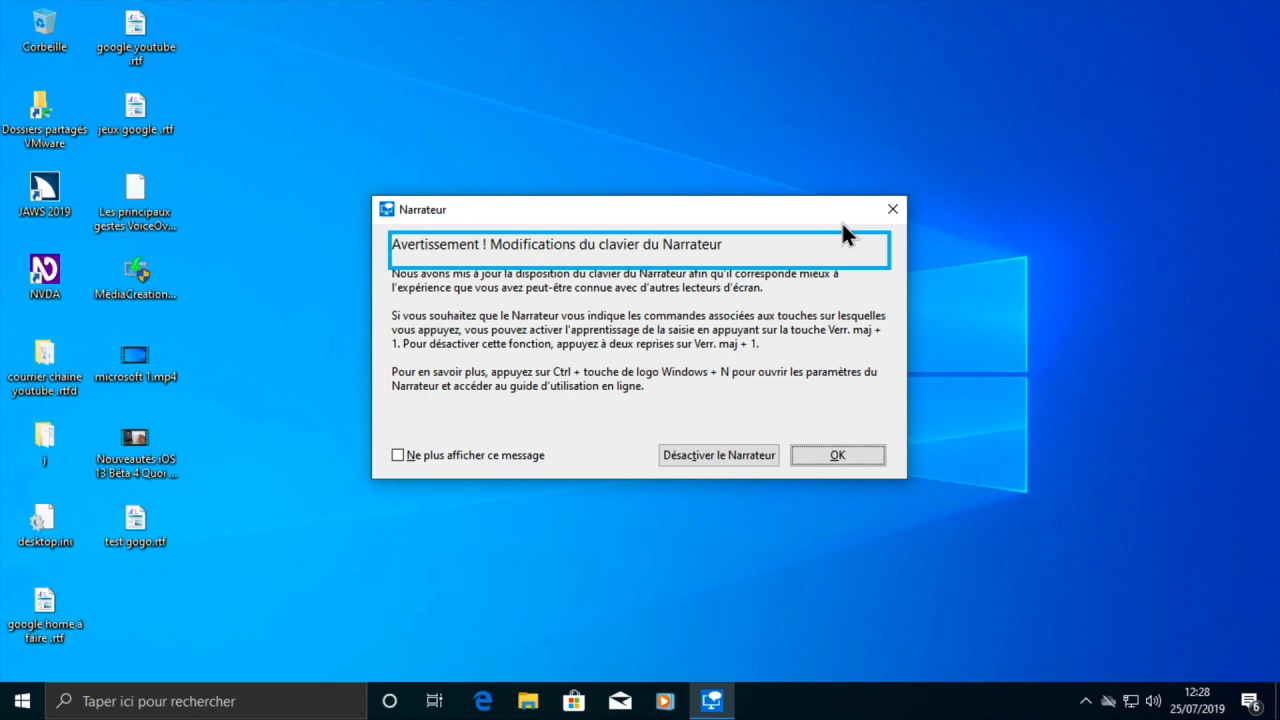 Corbeille
google youtube
.rtf
Dossiers partagés
VMware
jeux google .rtf
JAWS 2019
Les principaux
gestes VoiceOv...
NVDA
MediaCreation...
courrier chaine
youtube .rtfd
microsoft 1.mp4
j
Nouveautés iOS
13 Bêta 4 Quoi ...
desktop.ini
test gogo.rtf
google home à
faire .rtf
Narrateur
Avertissement ! Modifications du clavier du Narrateur
Nous avons mis à jour la disposition du clavier du Narrateur afin qu'il corresponde mieux à
l'expérience que vous avez peut-être connue avec d'autres lecteurs d'écran.
Si vous souhaitez que le Narrateur vous indique les commandes associées aux touches sur lesquelles
vous appuyez, vous pouvez activer l'apprentissage de la saisie en appuyant sur la touche Verr. maj +
1. Pour désactiver cette fonction, appuyez à deux reprises sur Verr. maj + 1.
Pour en savoir plus, appuyez sur Ctrl + touche de logo Windows + N pour ouvrir les paramètres du
Narrateur et accéder au guide d'utilisation en ligne.
Ne plus afficher ce message
Désactiver le Narrateur
OK
Taper ici pour rechercher
12:28
25/07/2019
6